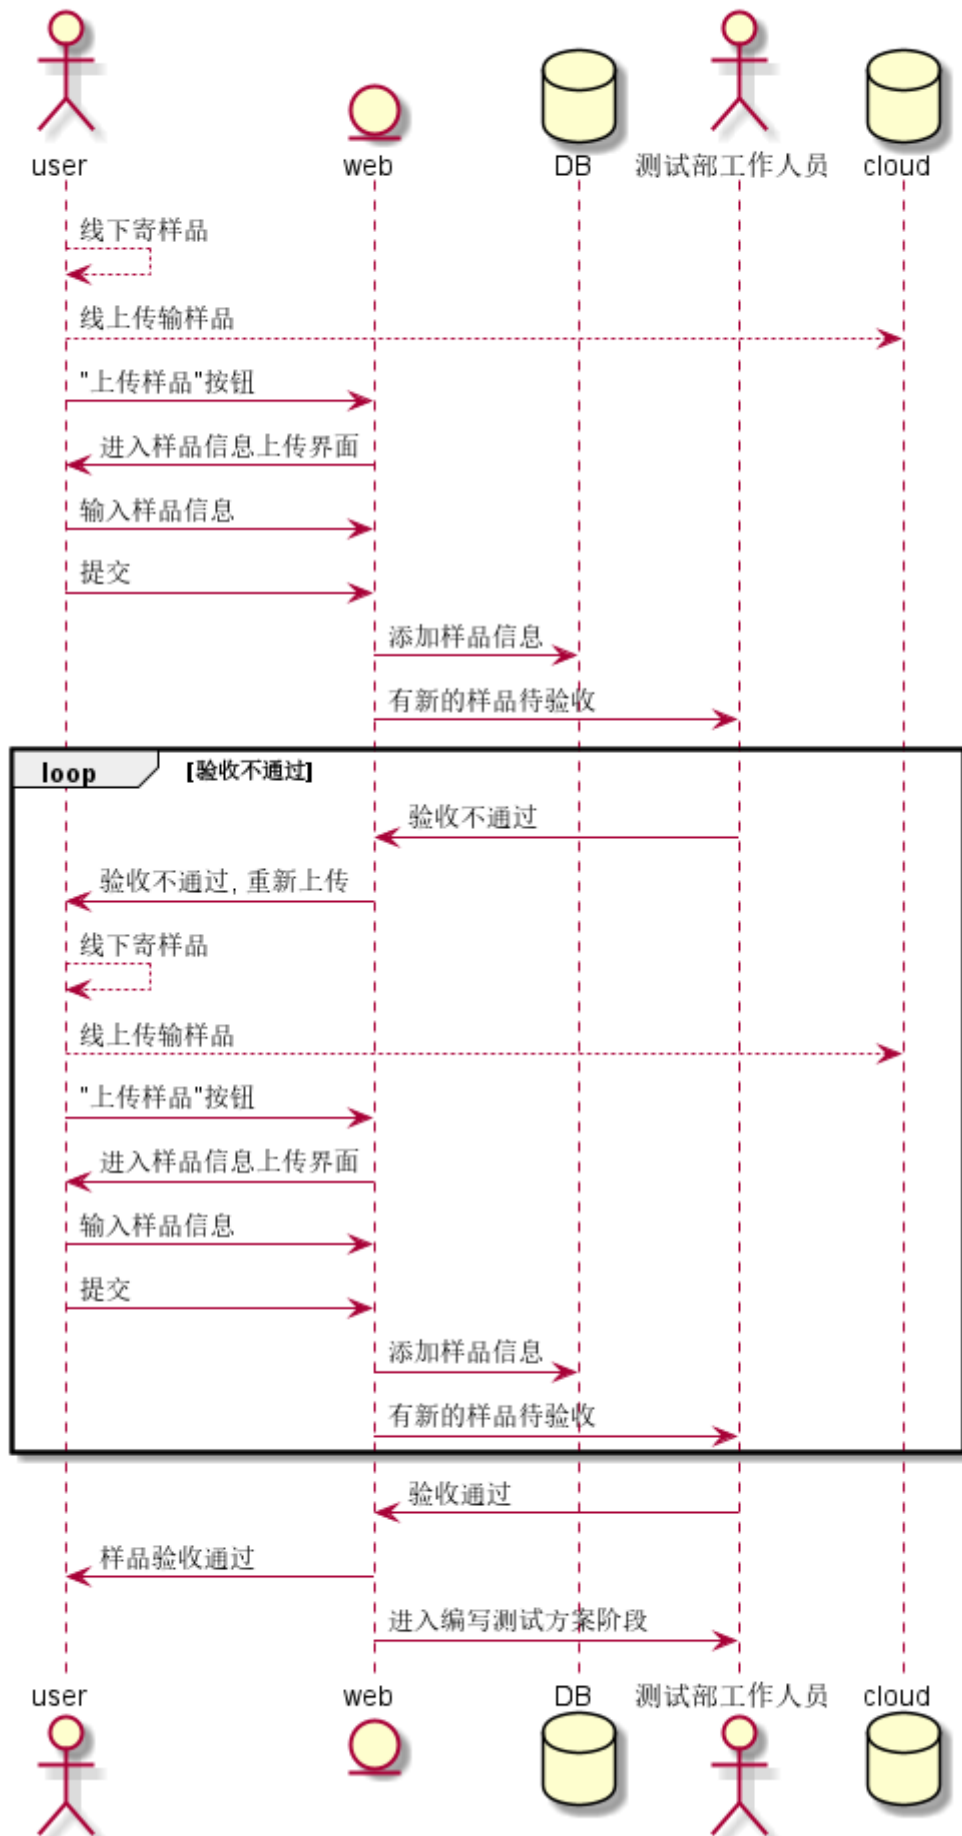 user web DB 测试部工作人员 cloud
线下寄样品
线上传输样品
"上传样品"按钮
进入样品信息上传界面
输入样品信息
提交
添加样品信息
有新的样品待验收
loop [验收不通过]
验收不通过
验收不通过, 重新上传
线下寄样品
线上传输样品
"上传样品"按钮
进入样品信息上传界面
输入样品信息
提交
添加样品信息
有新的样品待验收
验收通过
样品验收通过
进入编写测试方案阶段
user web DB 测试部工作人员 cloud